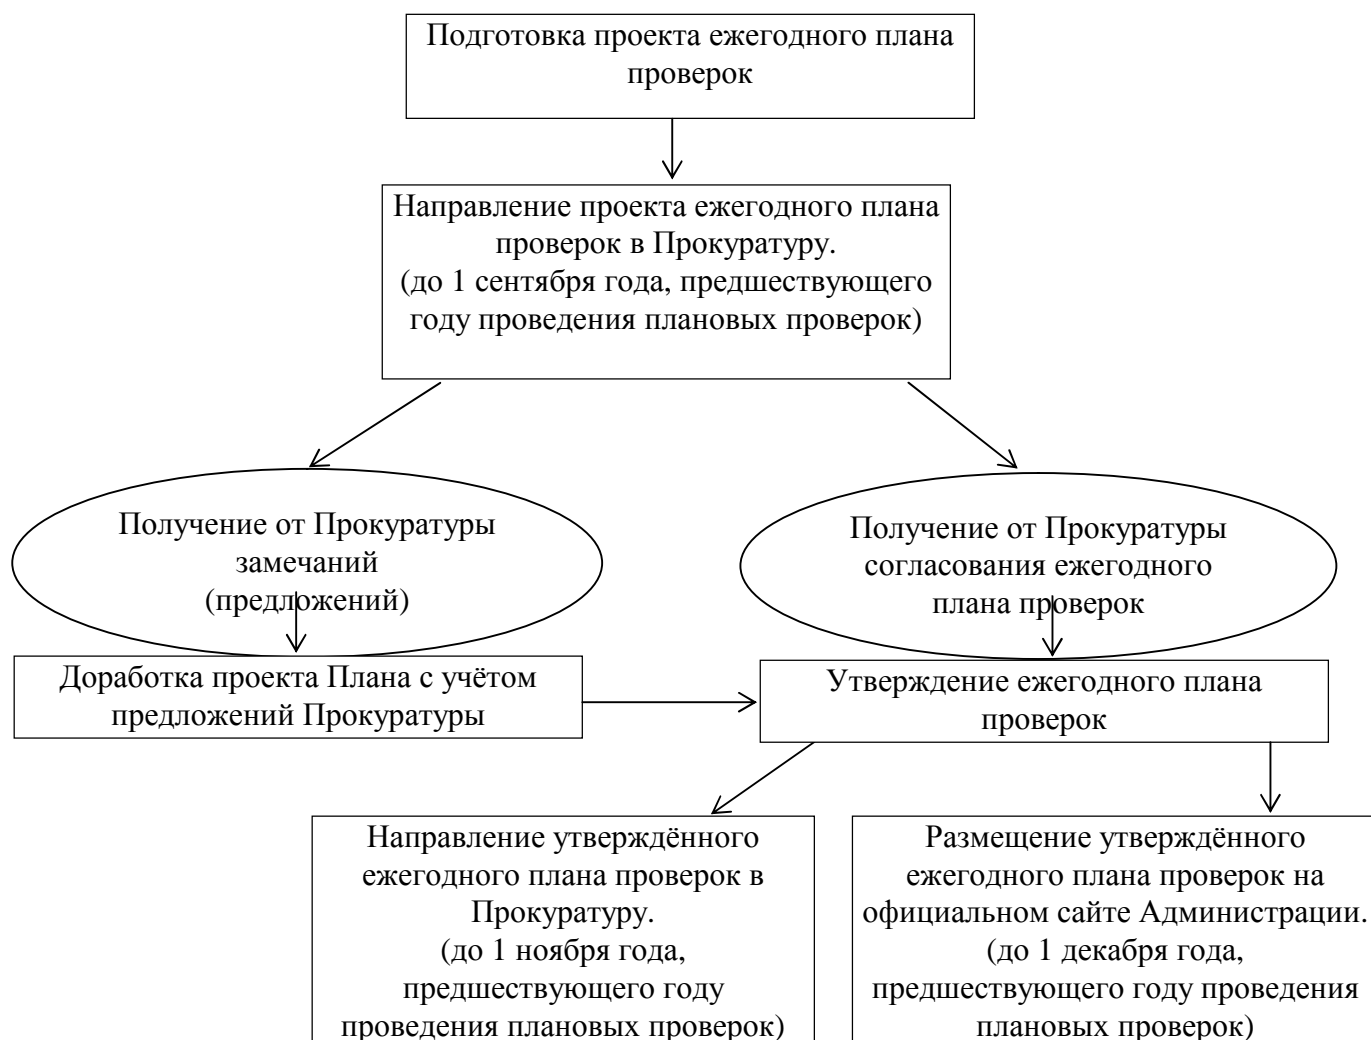 Подготовка проекта ежегодного плана
проверок
Направление проекта ежегодного плана
проверок в Прокуратуру.
(до 1 сентября года, предшествующего
году проведения плановых проверок)
Получение от Прокуратуры
замечаний
(предложений)
Получение от Прокуратуры
согласования ежегодного
плана проверок
Доработка проекта Плана с учётом
предложений Прокуратуры
Утверждение ежегодного плана
проверок
Направление утверждённого
ежегодного плана проверок в
Прокуратуру.
(до 1 ноября года,
предшествующего году
проведения плановых проверок)
Размещение утверждённого
ежегодного плана проверок на
официальном сайте Администрации.
(до 1 декабря года,
предшествующего году проведения
плановых проверок)